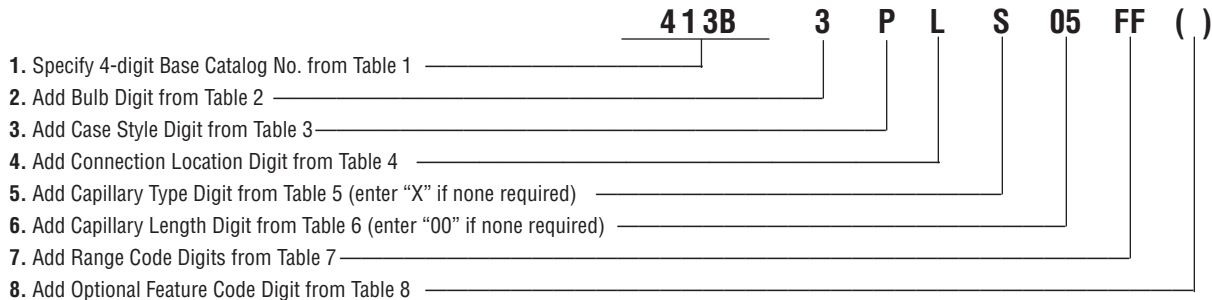 413B 3 P L S 05 FF ( )
1. Specify 4-digit Base Catalog No. from Table 1
2. Add Bulb Digit from Table 2
3. Add Case Style Digit from Table 3
4. Add Connection Location Digit from Table 4
5. Add Capillary Type Digit from Table 5 (enter “X” if none required)
6. Add Capillary Length Digit from Table 6 (enter “00” if none required)
7. Add Range Code Digits from Table 7
8. Add Optional Feature Code Digit from Table 8